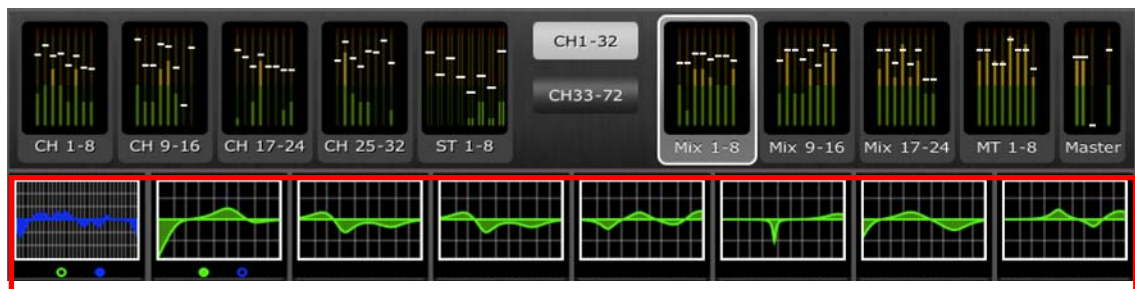 CH1-32
CH33-72
CH 1-8 CH 9-16 CH 17-24 CH 25-32 ST 1-8 Mix 1-8 Mix 9-16 Mix 17-24 MT 1-8 Master